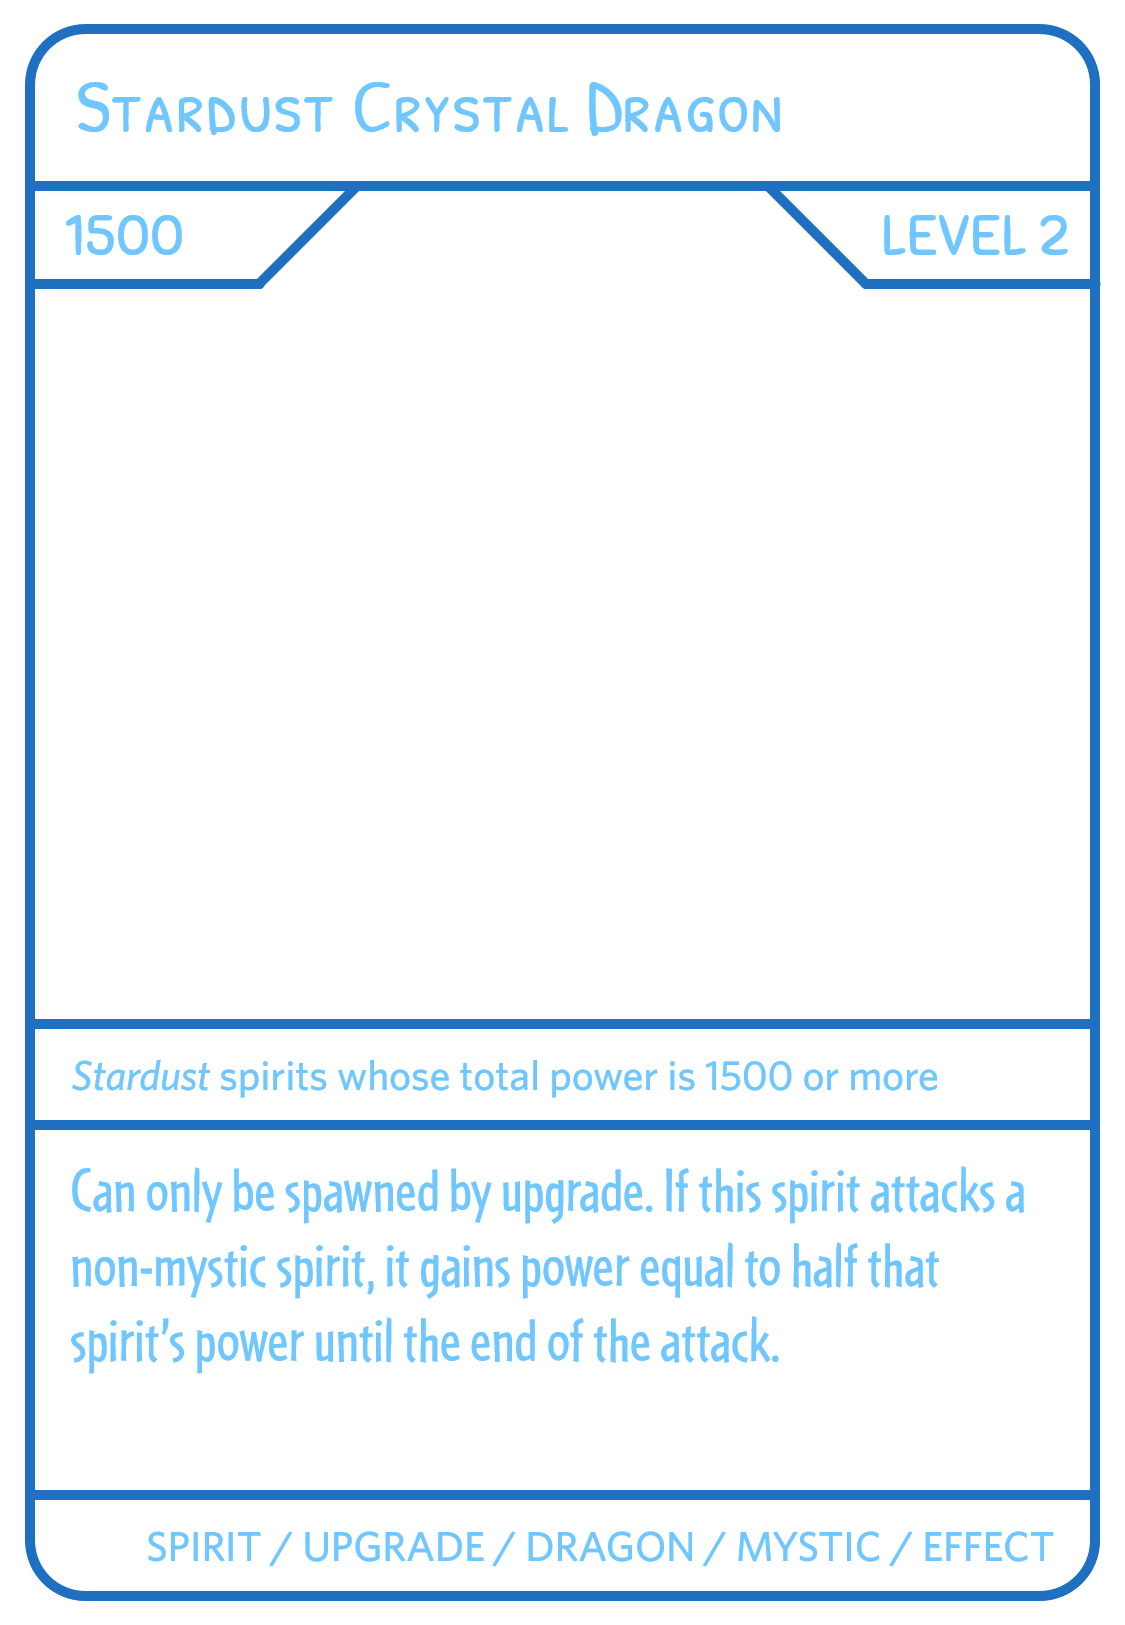 Stardust Crystal Dragon
1500
LEVEL 2
Stardust spirits whose total power is 1500 or more
Can only be spawned by upgrade. If this spirit attacks a
non-mystic spirit, it gains power equal to half that
spirit's power until the end of the attack.
SPIRIT / UPGRADE / DRAGON / MYSTIC / EFFECT